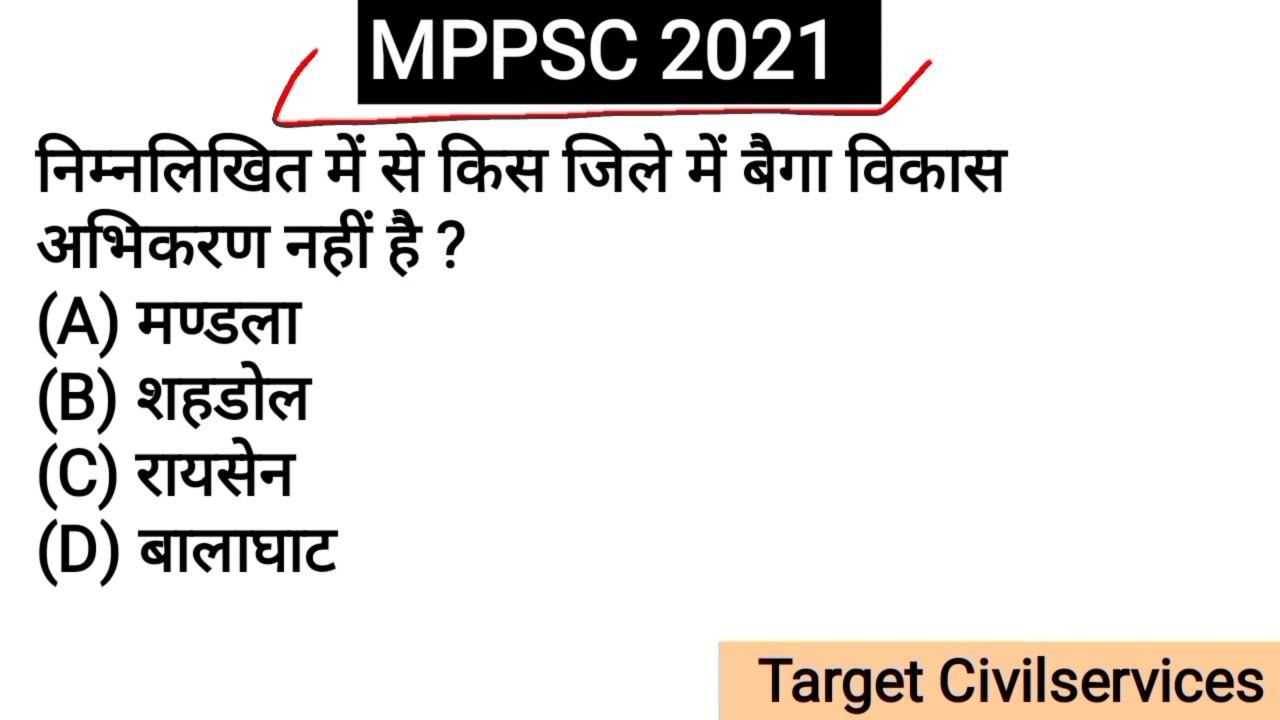 MPPSC 2021
निम्नलिखित में से किस जिले में बैगा विकास
अभिकरण नहीं है ?
(A) मण्डला
(B) शहडोल
(C) रायसेन
(D) बालाघाट
Target Civilservices